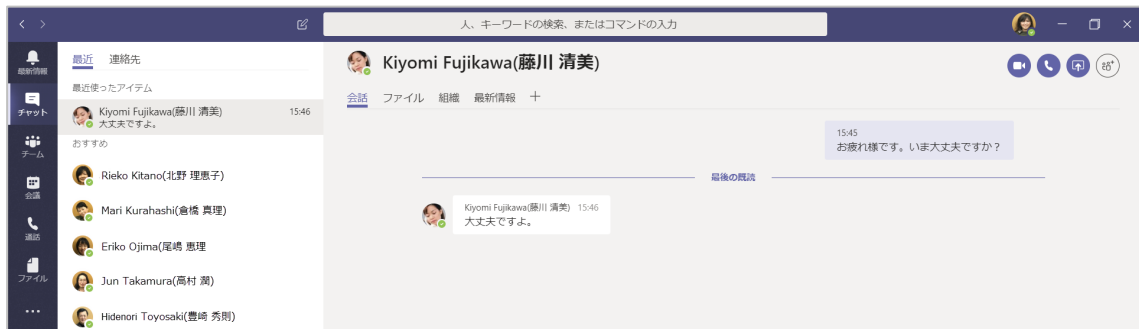 人、キーワードの検索、またはコマンドの入力
最新情報
チャット
チーム
会議
通話
ファイル
最近 連絡先
最近使ったアイテム
Kiyomi Fujikawa(藤川 清美) 15:46
大丈夫ですよ。
おすすめ
Rieko Kitano(北野 理恵子)
Mari Kurahashi(倉橋 真理)
Eriko Ojima(尾嶋 恵理
Jun Takamura(高村 潤)
Hidenori Toyosaki(豊崎 秀則)
Kiyomi Fujikawa(藤川 清美)
会話 ファイル 組織 最新情報
15:45
お疲れ様です。いま大丈夫ですか？
最後の既読
Kiyomi Fujikawa(藤川 清美) 15:46
大丈夫ですよ。